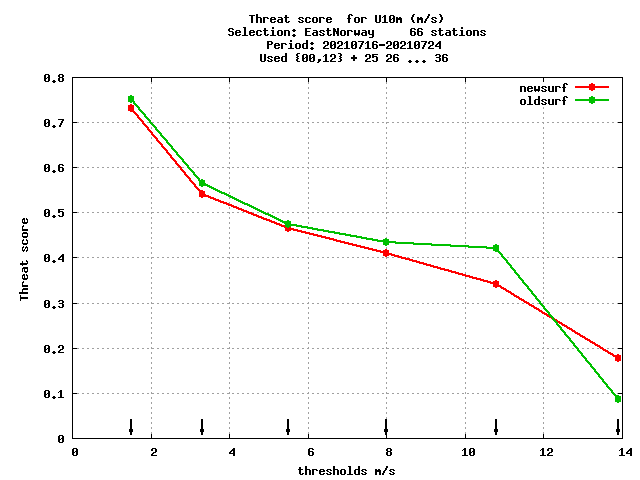 Threat score  for U10m (m/s)
Selection: EastNorway     66 stations
Period: 20210716-20210724
Used {00,12} + 25 26 ... 36
newsurf
oldsurf
0.8
0.7
0.6
0.5
0.4
0.3
0.2
0.1
0
Threat score
0 2 4 6 8 10 12 14
thresholds m/s